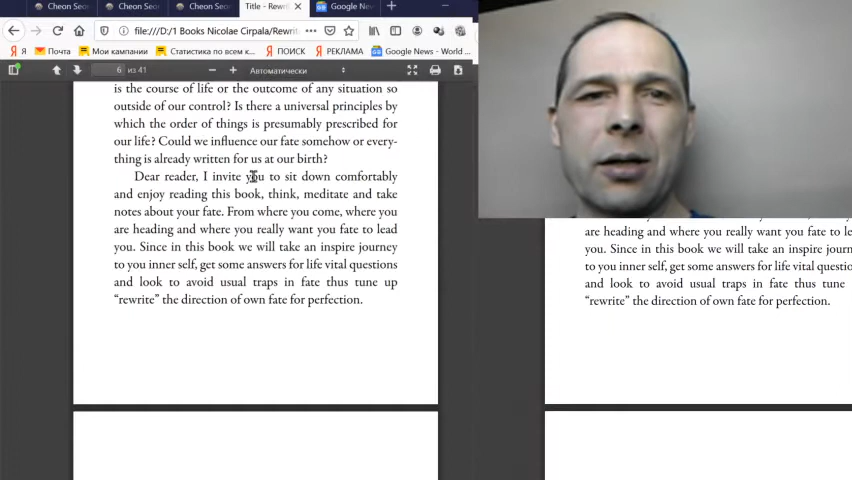 Cheon Seon
Cheon Seon
Cheon Seon
Title - Rewri
Google New
file:///D:/1 Books Nicolae Cirpala/Rewrit
Я
Почта
Мои кампании
Статистика по всем к...
ПОИСК
РЕКЛАМА
Google News - World ...
6 из 41
Автоматически
is the course of life or the outcome of any situation so
outside of our control? Is there a universal principles by
which the order of things is presumably prescribed for
our life? Could we influence our fate somehow or every-
thing is already written for us at our birth?
Dear reader, I invite you to sit down comfortably
and enjoy reading this book, think, meditate and take
notes about your fate. From where you come, where you
are heading and where you really want you fate to lead
you. Since in this book we will take an inspire journey
to you inner self, get some answers for life vital questions
and look to avoid usual traps in fate thus tune up
“rewrite” the direction of own fate for perfection.
are heading and where you really want you fate to le
you. Since in this book we will take an inspire journ
to you inner self, get some answers for life vital questio
and look to avoid usual traps in fate thus tune
“rewrite” the direction of own fate for perfection.